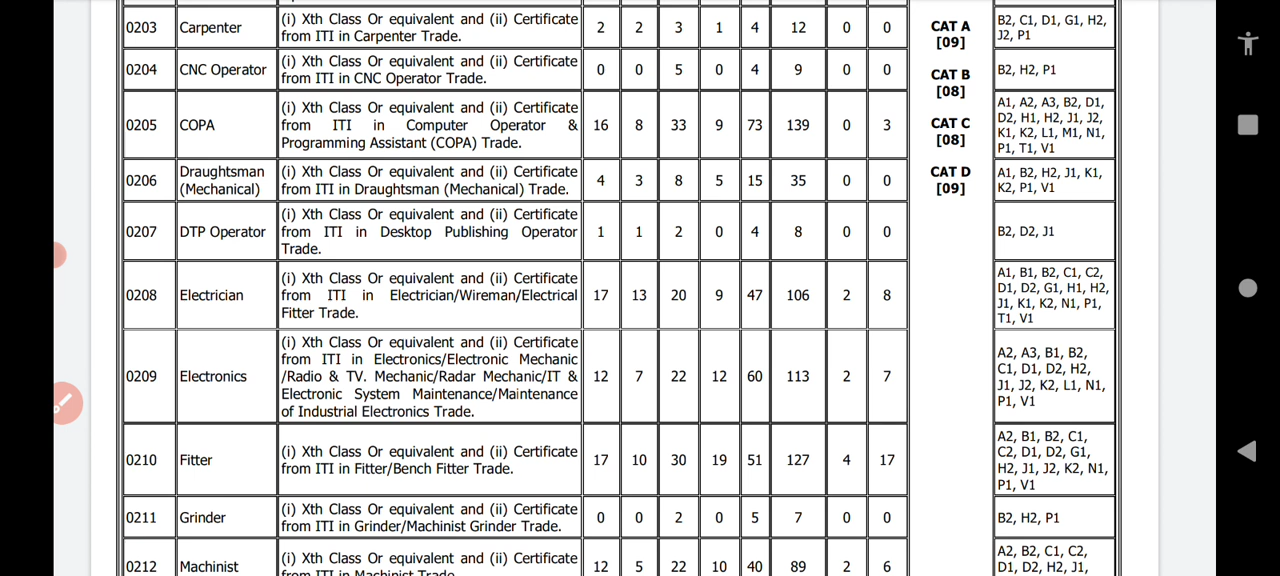 0203 Carpenter (i) Xth Class Or equivalent and (ii) Certificate from ITI in Carpenter Trade. 2 2 3 1 4 12 0 0 B2, C1, D1, G1, H2, J2, P1
CAT A
[09]
0204 CNC Operator (i) Xth Class Or equivalent and (ii) Certificate from ITI in CNC Operator Trade. 0 0 5 0 4 9 0 0 B2, H2, P1
CAT B
[08]
0205 COPA (i) Xth Class Or equivalent and (ii) Certificate from ITI in Computer Operator & Programming Assistant (COPA) Trade. 16 8 33 9 73 139 0 3 A1, A2, A3, B2, D1, D2, H1, H2, J1, J2, K1, K2, L1, M1, N1, P1, T1, V1
CAT C
[08]
0206 Draughtsman (Mechanical) (i) Xth Class Or equivalent and (ii) Certificate from ITI in Draughtsman (Mechanical) Trade. 4 3 8 5 15 35 0 0 A1, B2, H2, J1, K1, K2, P1, V1
CAT D
[09]
0207 DTP Operator (i) Xth Class Or equivalent and (ii) Certificate from ITI in Desktop Publishing Operator Trade. 1 1 2 0 4 8 0 0 B2, D2, J1
0208 Electrician (i) Xth Class Or equivalent and (ii) Certificate from ITI in Electrician/Wireman/Electrical Fitter Trade. 17 13 20 9 47 106 2 8 A1, B1, B2, C1, C2, D1, D2, G1, H1, H2, J1, K1, K2, N1, P1, T1, V1
0209 Electronics (i) Xth Class Or equivalent and (ii) Certificate from ITI in Electronics/Electronic Mechanic /Radio & TV. Mechanic/Radar Mechanic/IT & Electronic System Maintenance/Maintenance of Industrial Electronics Trade. 12 7 22 12 60 113 2 7 A2, A3, B1, B2, C1, D1, D2, H2, J1, J2, K2, L1, N1, P1, V1
0210 Fitter (i) Xth Class Or equivalent and (ii) Certificate from ITI in Fitter/Bench Fitter Trade. 17 10 30 19 51 127 4 17 A2, B1, B2, C1, C2, D1, D2, G1, H2, J1, J2, K2, N1, P1, V1
0211 Grinder (i) Xth Class Or equivalent and (ii) Certificate from ITI in Grinder/Machinist Grinder Trade. 0 0 2 0 5 7 0 0 B2, H2, P1
0212 Machinist (i) Xth Class Or equivalent and (ii) Certificate from ITI in Machinist Trade. 12 5 22 10 40 89 2 6 A2, B2, C1, C2, D1, D2, H2, J1,